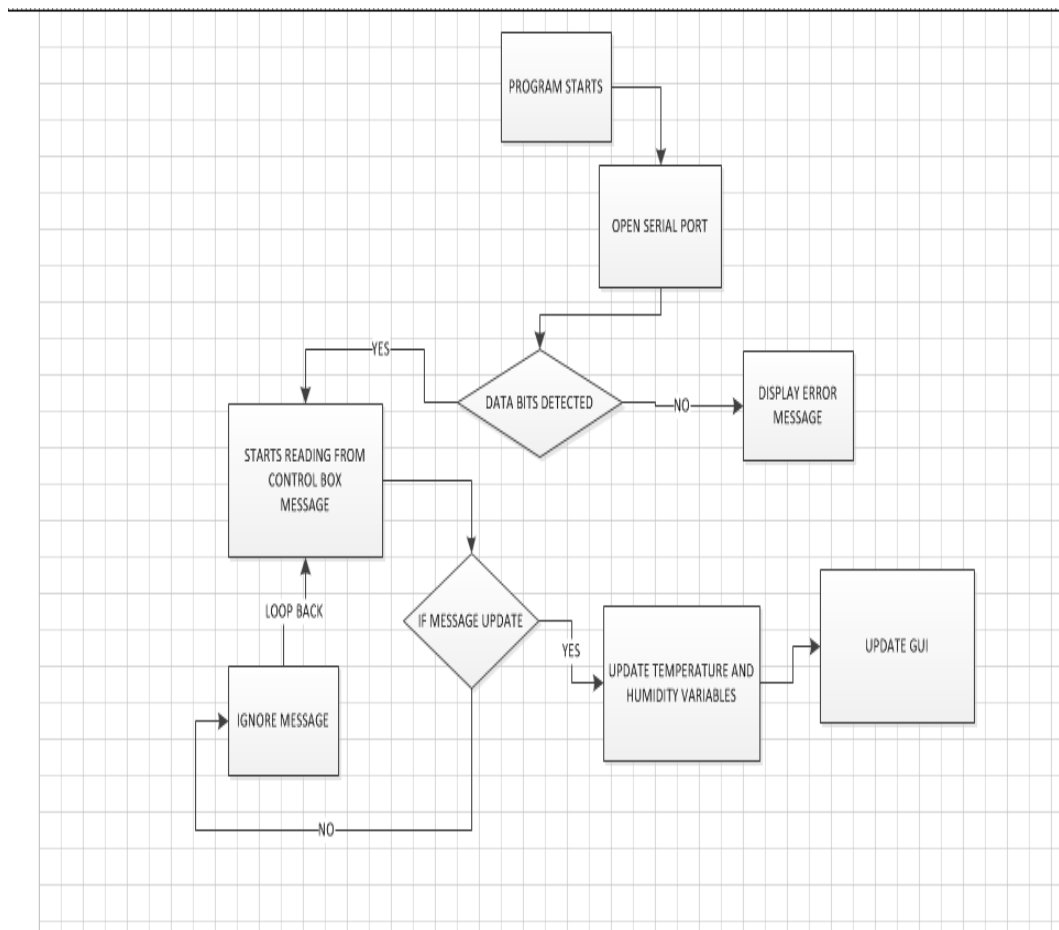 PROGRAM STARTS
OPEN SERIAL PORT
YES
DATA BITS DETECTED
NO
DISPLAY ERROR
MESSAGE
STARTS READING FROM
CONTROL BOX
MESSAGE
LOOP BACK
IF MESSAGE UPDATE
YES
UPDATE TEMPERATURE AND
HUMIDITY VARIABLES
UPDATE GUI
IGNORE MESSAGE
NO